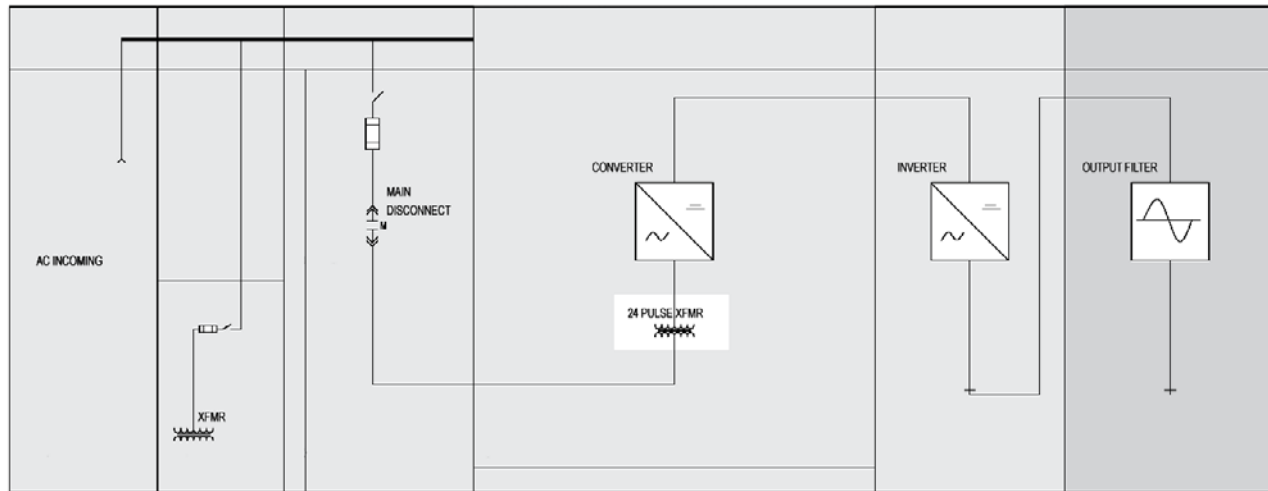 CONVERTER
INVERTER
OUTPUT FILTER
MAIN
DISCONNECT
M
AC INCOMING
24 PULSE XFMR
XFMR